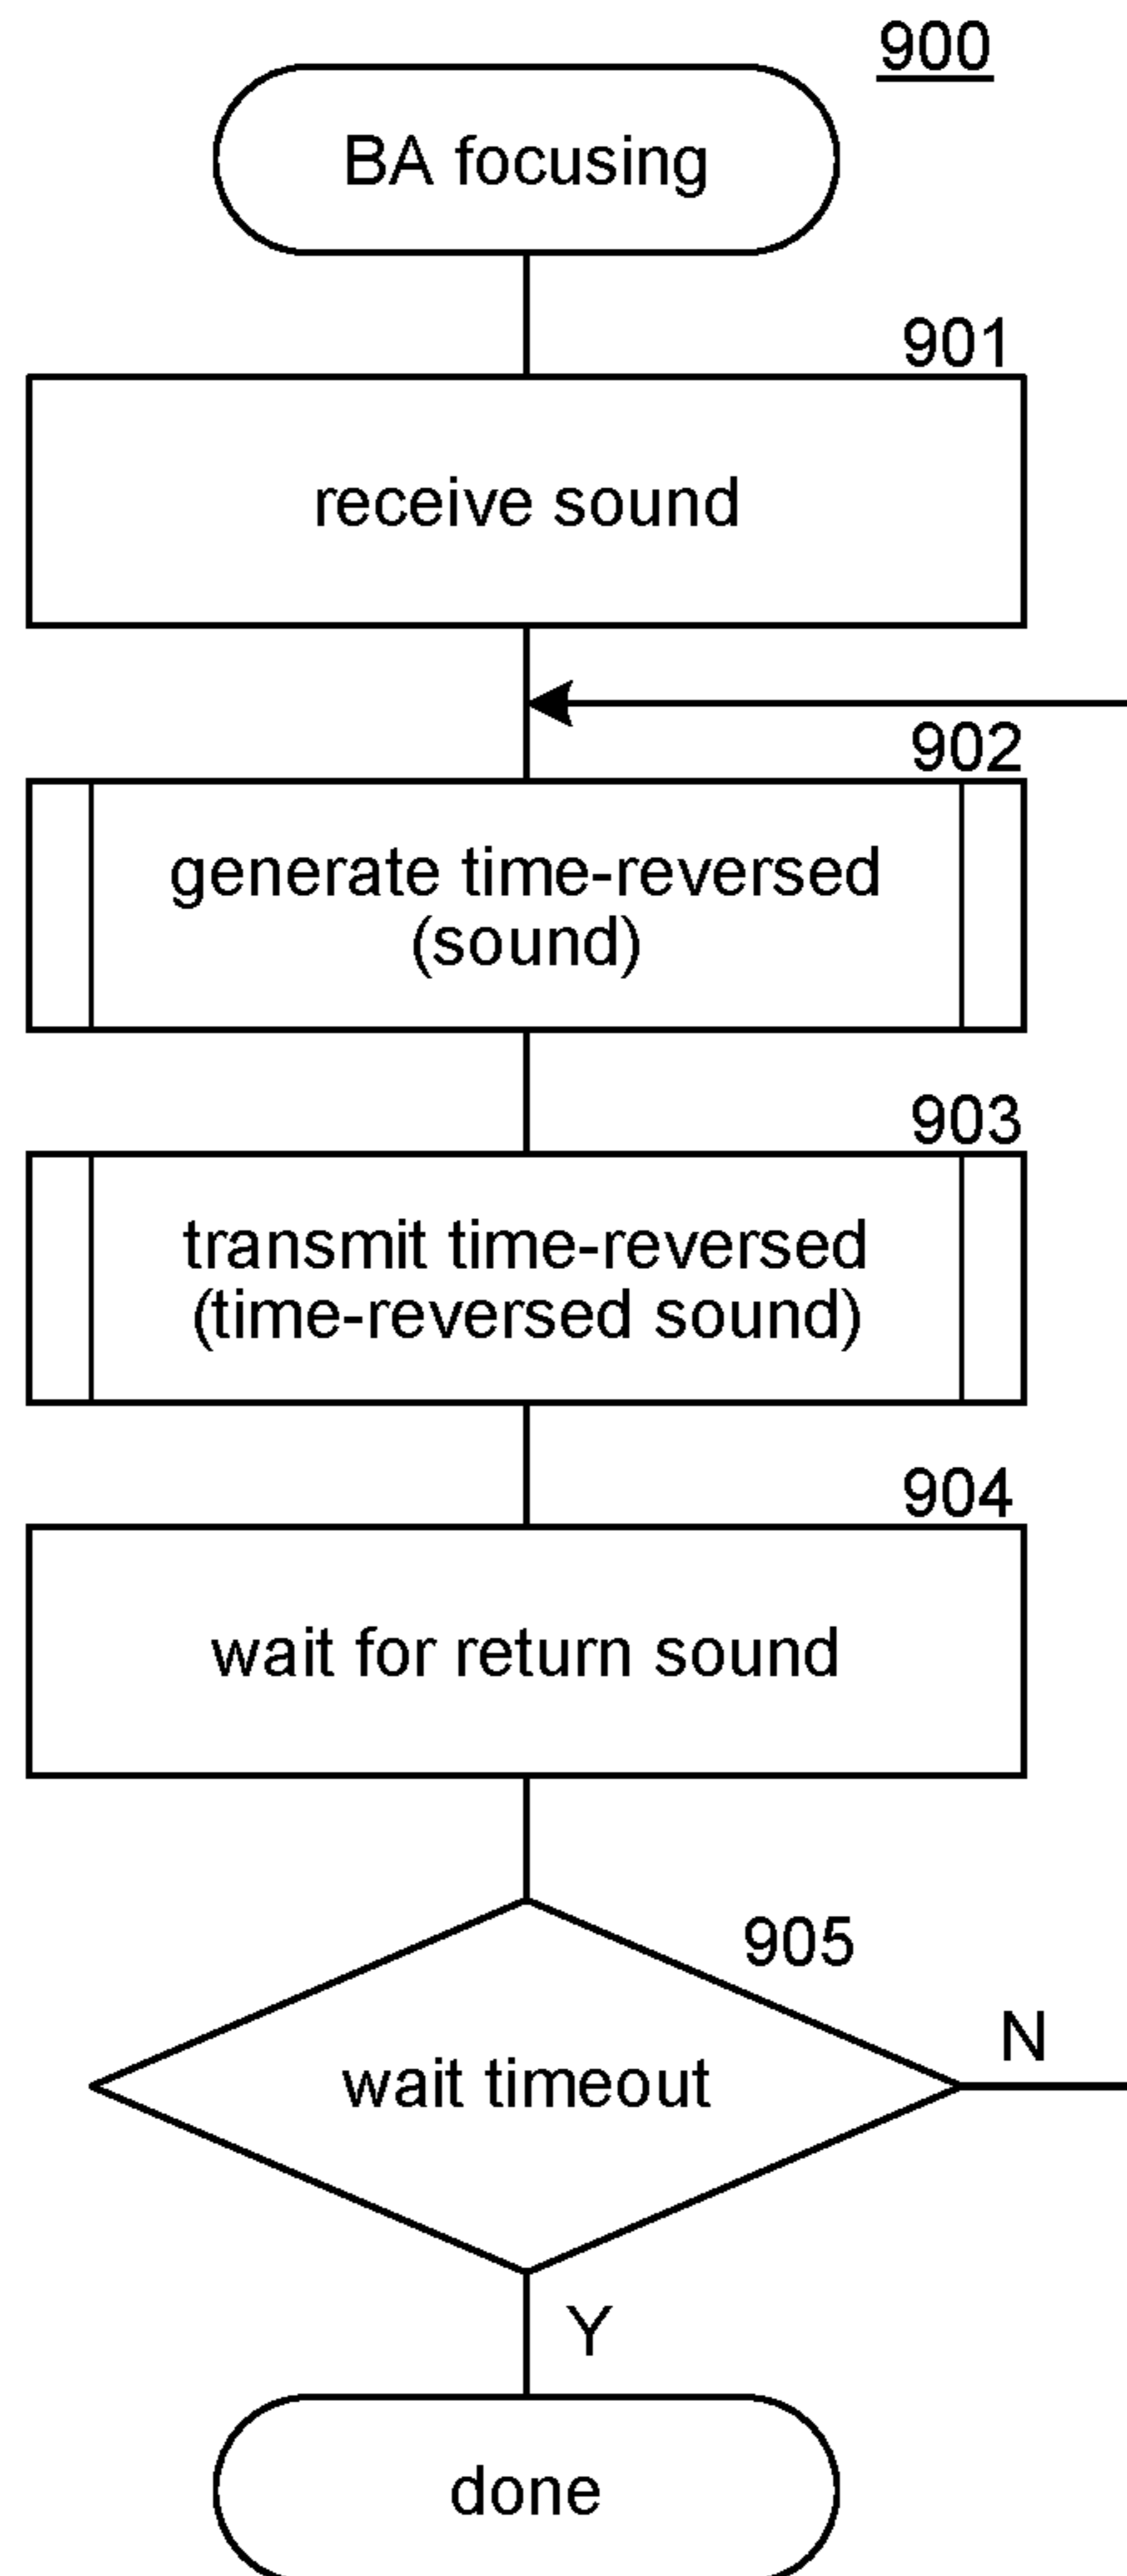 900
BA focusing
901
receive sound
902
generate time-reversed
(sound)
903
transmit time-reversed
(time-reversed sound)
904
wait for return sound
905
wait timeout
N
Y
done